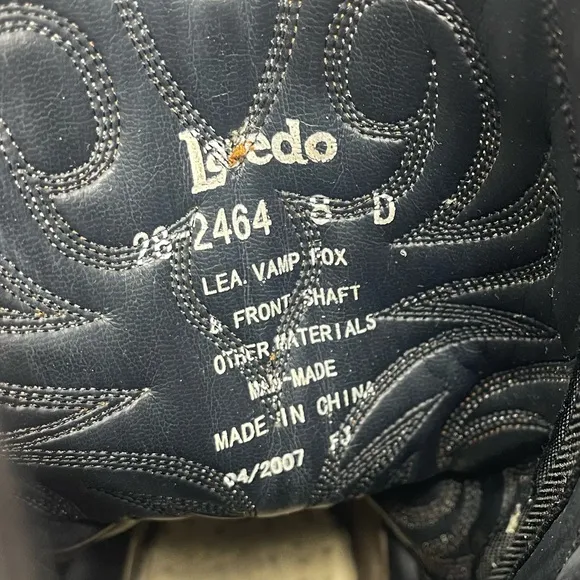 Laredo
28 2464 8 D
LEA. VAMP FOX
& FRONT SHAFT
OTHER MATERIALS
MAN-MADE
MADE IN CHINA
04/2007 FJ